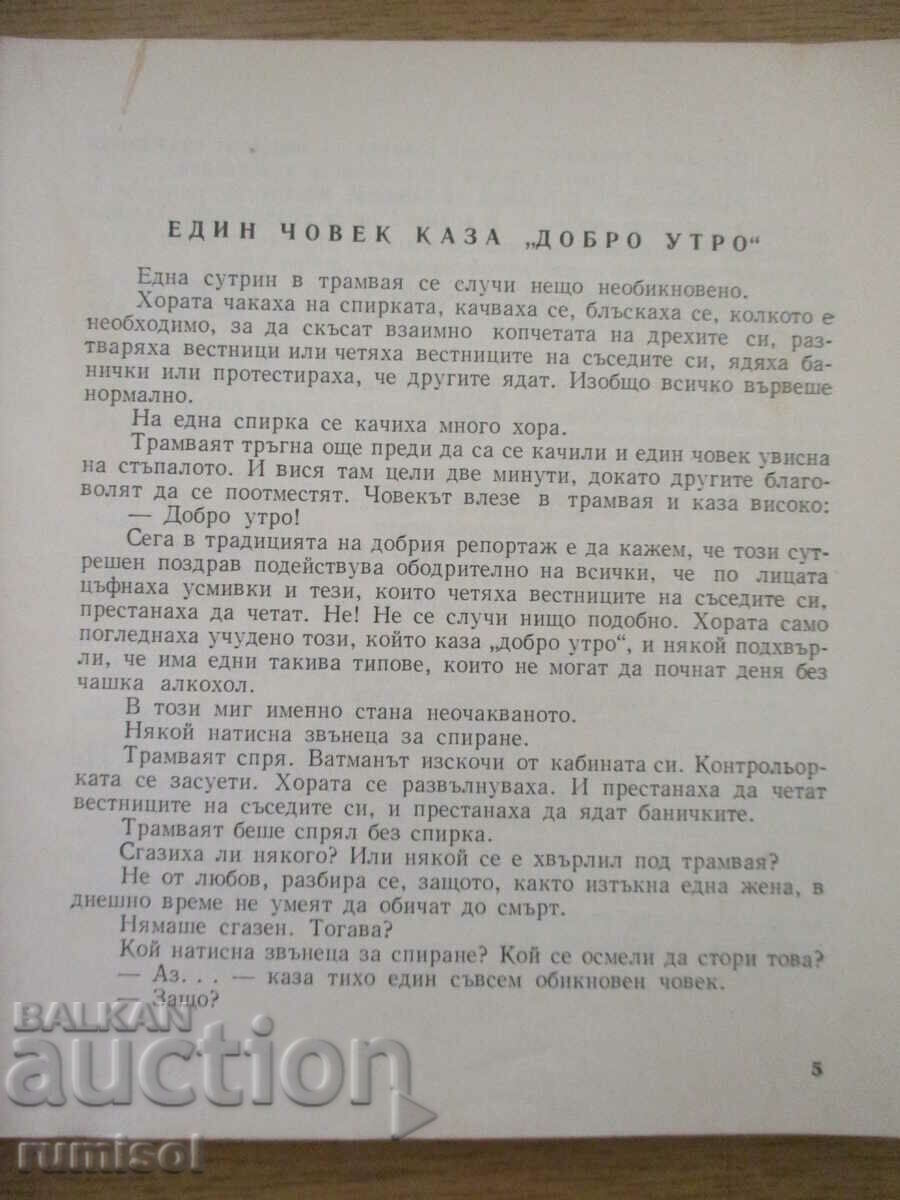 ЕДИН ЧОВЕК КАЗА „ДОБРО УТРО“
Една сутрин в трамвая се случи нещо необикновено.
Хората чакаха на спирката, качваха се, блъскаха се, колкото е
необходимо, за да скъсат взаимно копчетата на дрехите си, раз-
тваряха вестници или четяха вестниците на съседите си, ядяха ба-
нички или протестираха, че другите ядат. Изобщо всичко вървеше
нормално.
На една спирка се качиха много хора.
Трамваят тръгна още преди да са се качили и един човек увисна
на стъпалото. И вися там цели две минути, докато другите благо-
волят да се поотместят. Човекът влезе в трамвая и каза високо:
— Добро утро!
Сега в традицията на добрия репортаж е да кажем, че този сут-
решен поздрав подействува ободрително на всички, че по лицата
цъфнаха усмивки и тези, които четяха вестниците на съседите си,
престанаха да четат. Не! Не се случи нищо подобно. Хората само
погледнаха учудено този, който каза „добро утро“, и някой подхвър-
ли, че има едни такива типове, които не могат да почнат деня без
чашка алкохол.
В този миг именно стана неочакваното.
Някой натисна звънеца за спиране.
Трамваят спря. Ватманът изскочи от кабината си. Контрольор-
ката се засуети. Хората се развълнуваха. И престанаха да четат
вестниците на съседите си, и престанаха да ядат баничките.
Трамваят беше спрял без спирка.
Сгазиха ли някого? Или някой се е хвърлил под трамвая?
Не от любов, разбира се, защото, както изтъкна една жена, в
днешно време не умеят да обичат до смърт.
Нямаше сгазен. Тогава?
Кой натисна звънеца за спиране? Кой се осмели да стори това?
— Аз. . . — каза тихо един съвсем обикновен човек.
— Защо?
5
BALKAN
auction
rumisol